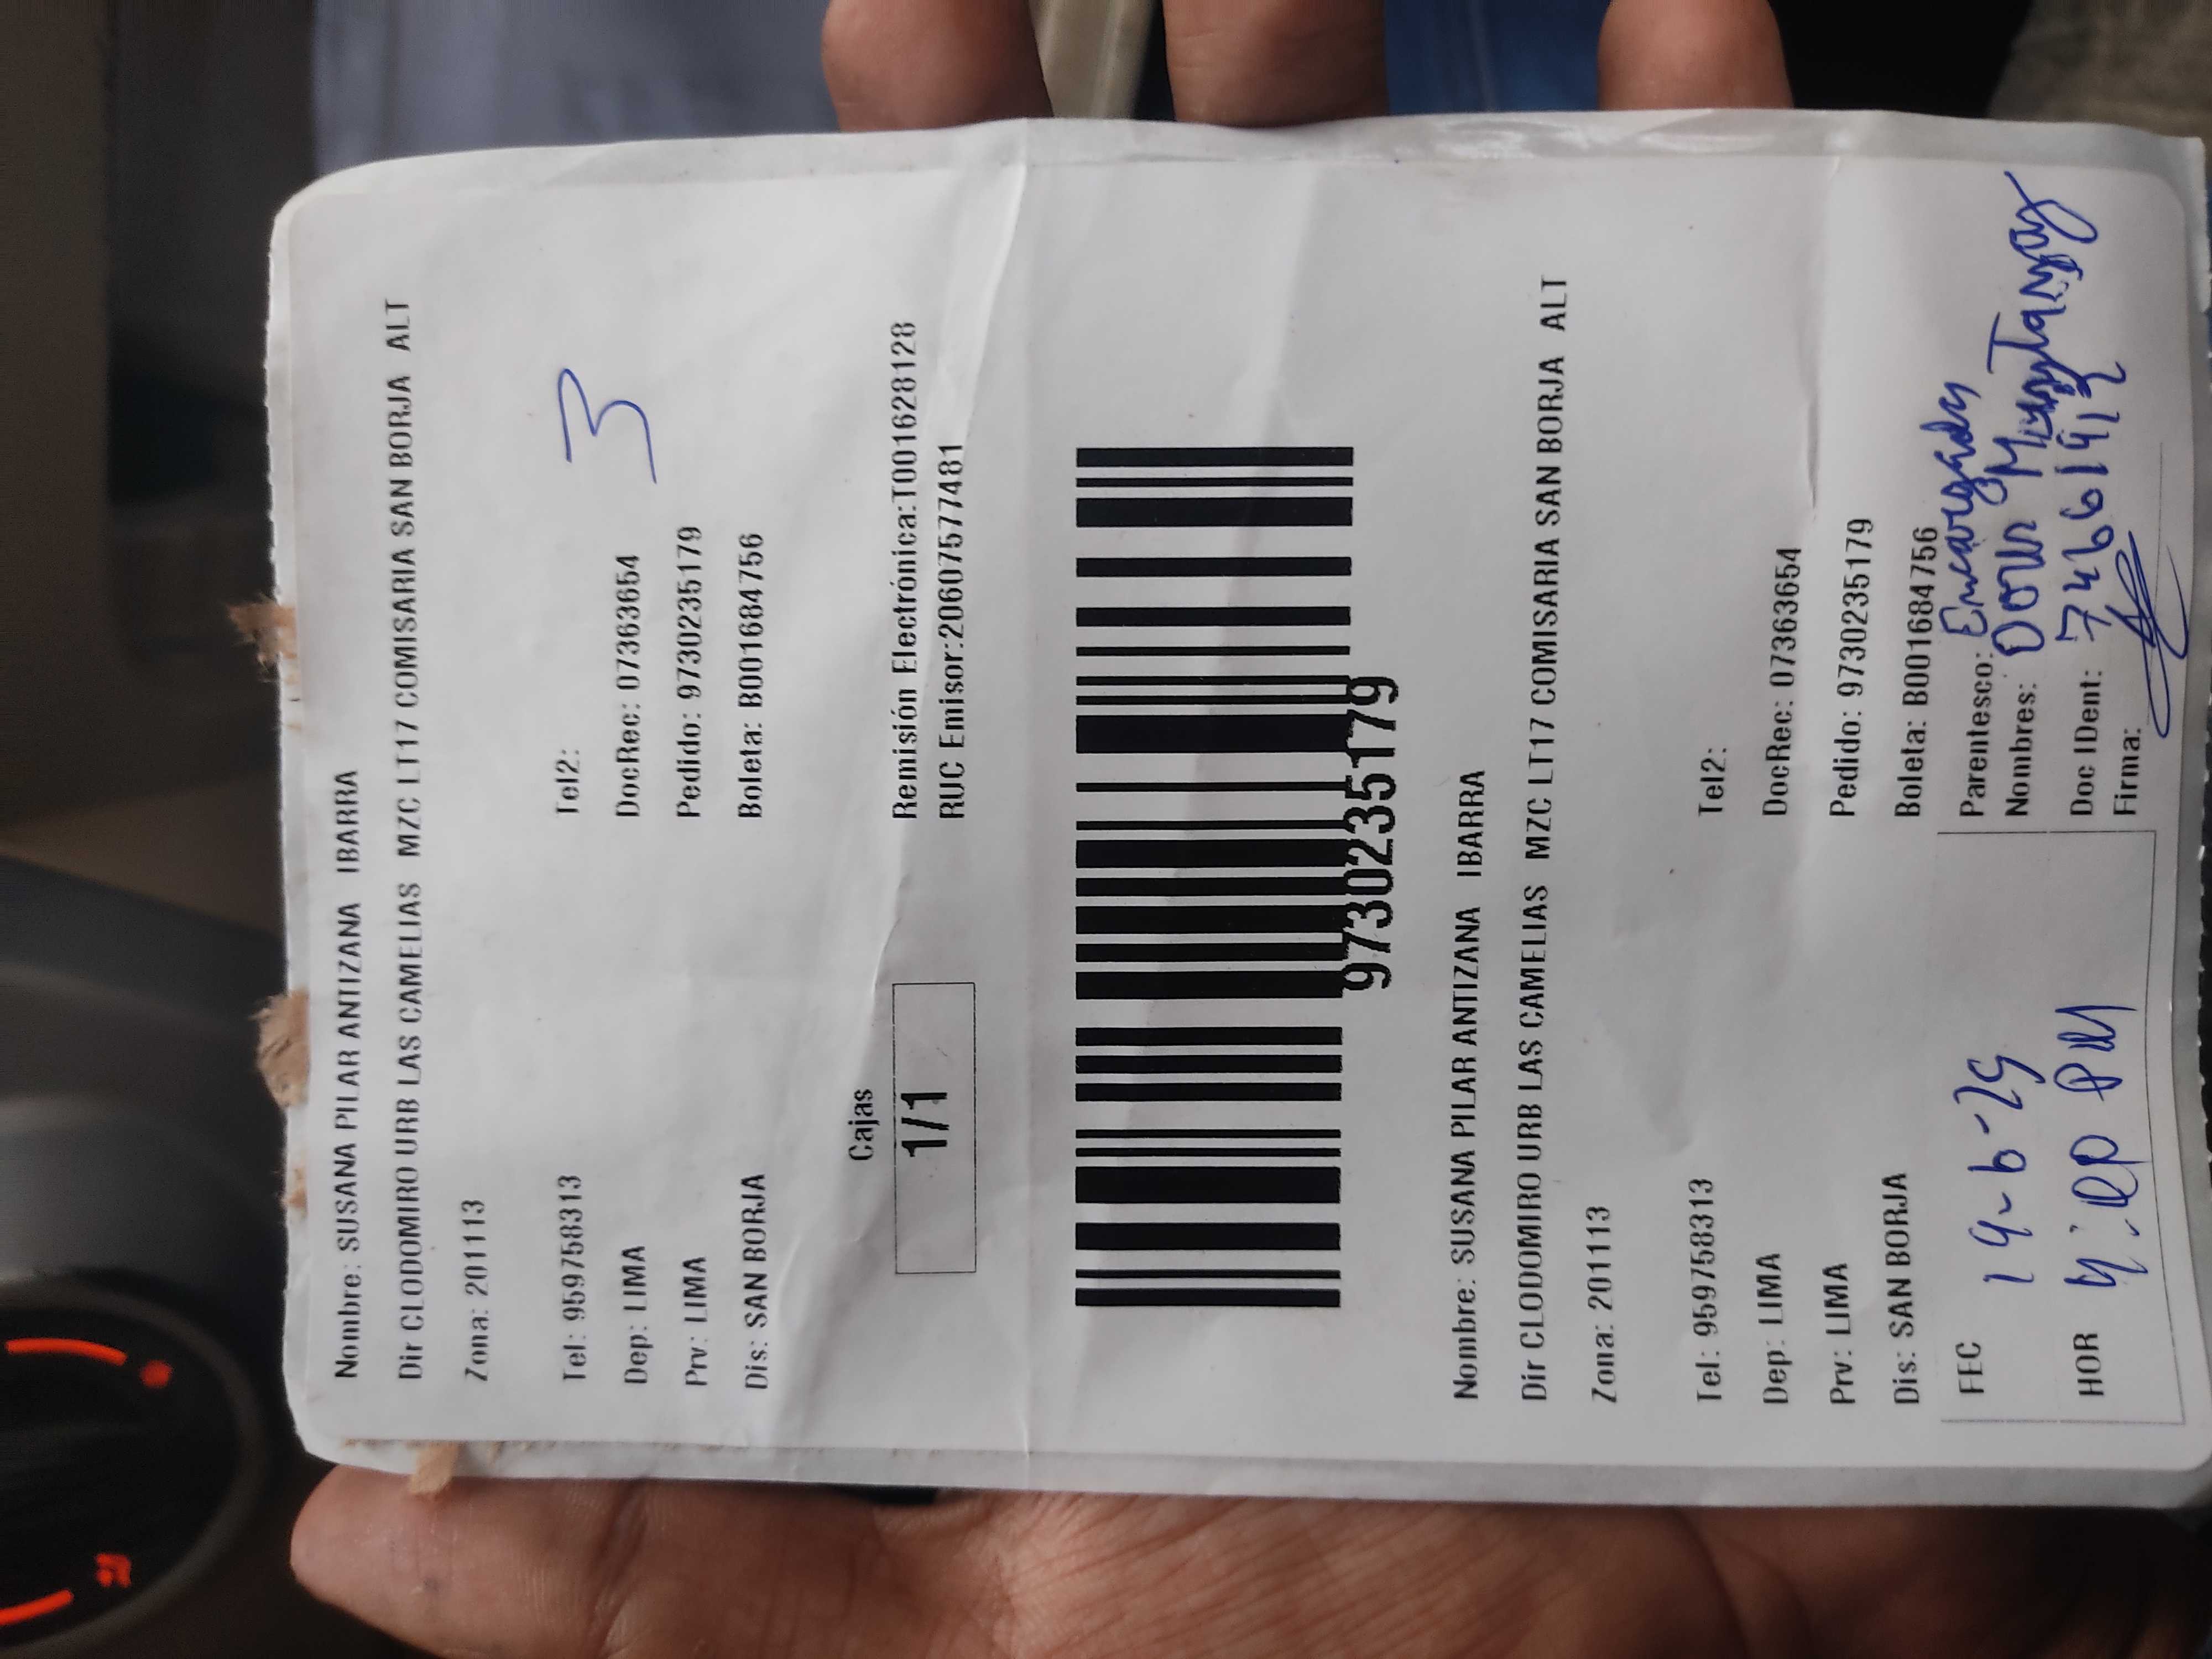 Nombre: SUSANA PILAR ANTIZANA IBARRA
Dir CLODOMIRO URB LAS CAMELIAS MZC LT17 COMISARIA SAN BORJA ALT
Zona: 201113
Tel: 959758313 Tel2:
3
Dep: LIMA DocRec: 07363654
Prv: LIMA Pedido: 9730235179
Dis: SAN BORJA Boleta: B001684756
Cajas
1/1
Remisión Electrónica:T001628128
RUC Emisor:20607577481
9730235179
Nombre: SUSANA PILAR ANTIZANA IBARRA
Dir CLODOMIRO URB LAS CAMELIAS MZC LT17 COMISARIA SAN BORJA ALT
Zona: 201113
Tel: 959758313 Tel2:
Dep: LIMA DocRec: 07363654
Prv: LIMA Pedido: 9730235179
Dis: SAN BORJA Boleta: B001684756
FEC 19-6-25
HOR
PM
Parentesco: Encargado
Nombres:
Doc IDent:
Firma: